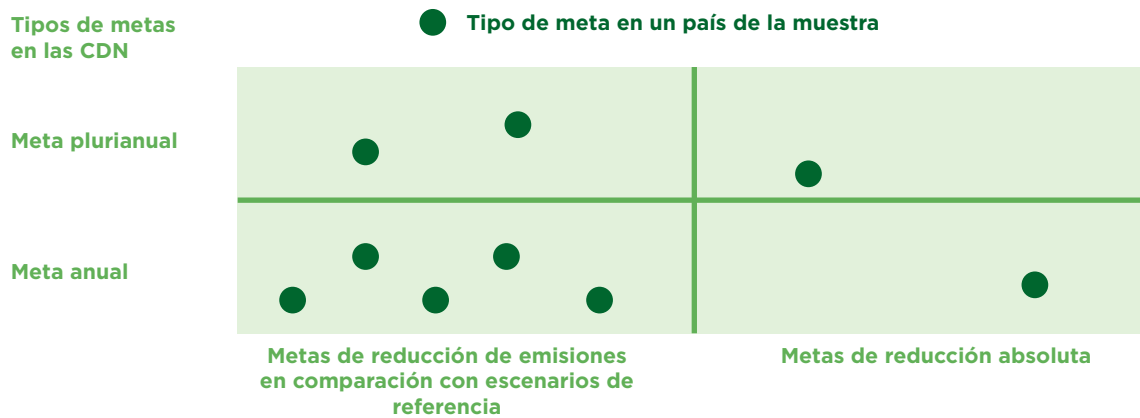 Tipos de metas
en las CDN
Tipo de meta en un país de la muestra
Meta plurianual
Meta anual
Metas de reducción de emisiones
en comparación con escenarios de
referencia
Metas de reducción absoluta